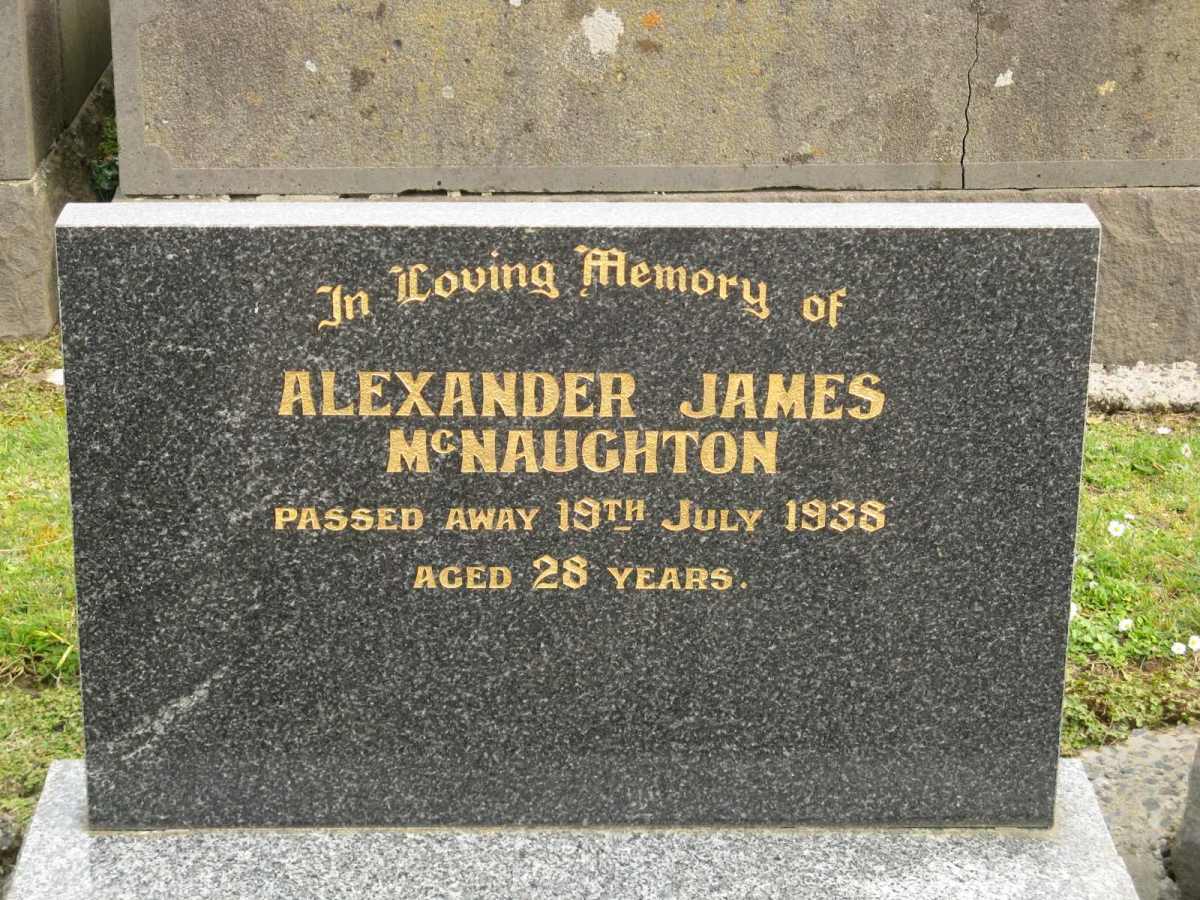 In Loving Memory of
ALEXANDER JAMES
McNAUGHTON
PASSED AWAY 19TH JULY 1938
AGED 28 YEARS.